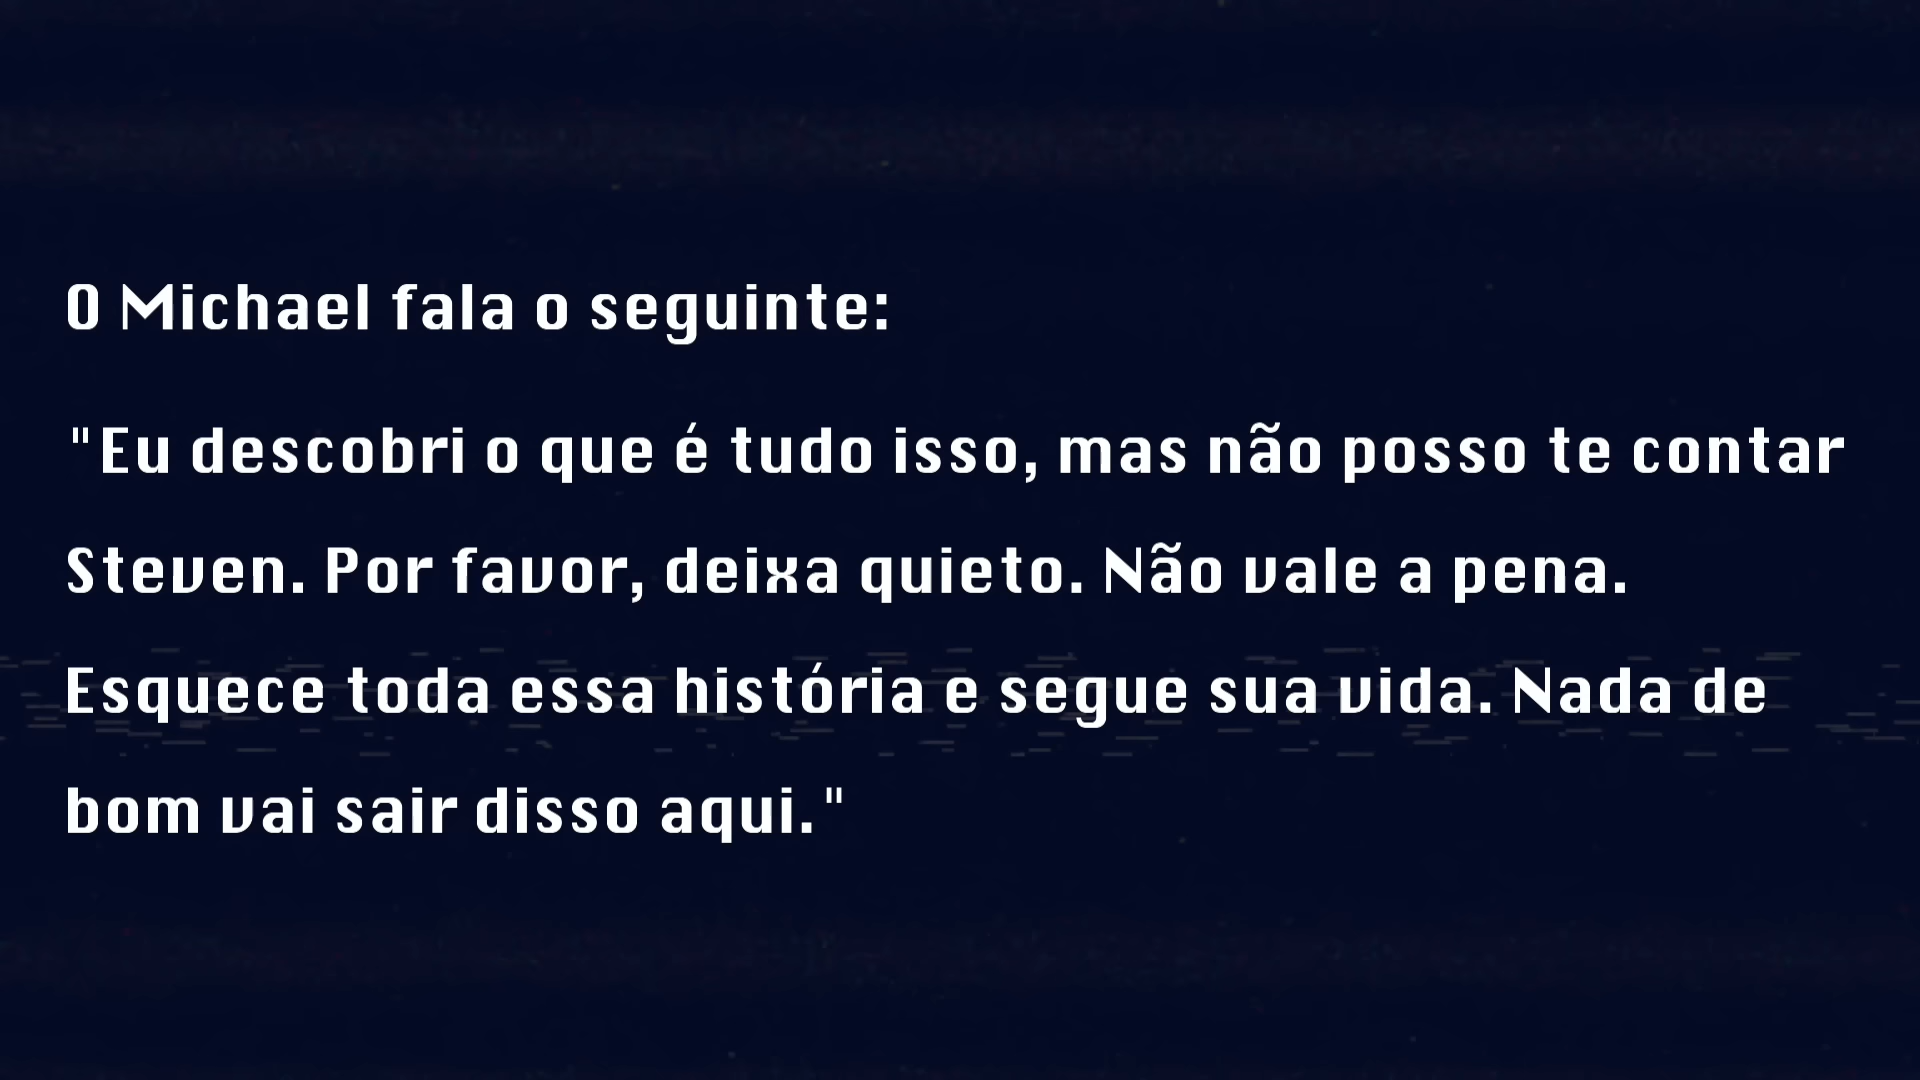 O Michael fala o seguinte:
"Eu descobri o que é tudo isso, mas não posso te contar
Steven. Por favor, deixa quieto. Não vale a pena.
Esquece toda essa história e segue sua vida. Nada de
bom vai sair disso aqui."